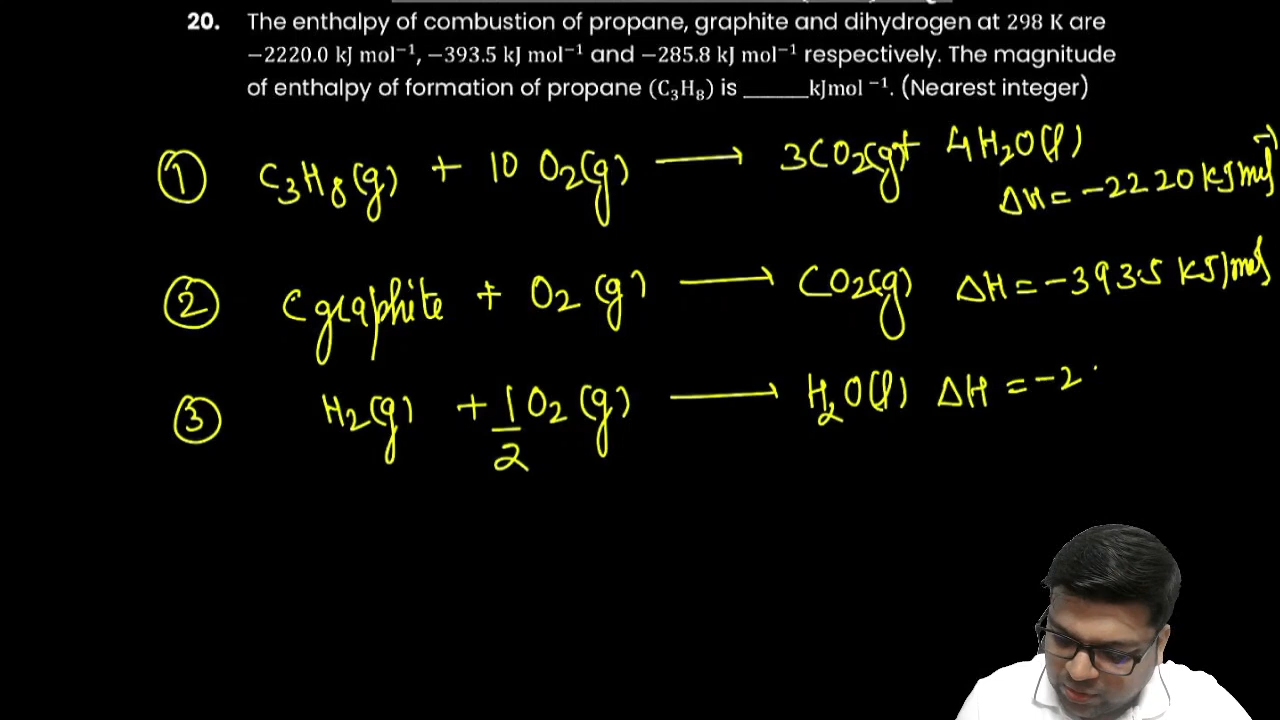 20. The enthalpy of combustion of propane, graphite and dihydrogen at 298 K are
−2220.0 kJ mol⁻¹, −393.5 kJ mol⁻¹ and −285.8 kJ mol⁻¹ respectively. The magnitude
of enthalpy of formation of propane (C₃H₈) is ______kJmol ⁻¹. (Nearest integer)
① C₃H₈(g) + 10 O₂(g) ⟶ 3CO₂(g)+ 4H₂O(l)
ΔH = −2220 kJ mol⁻¹
② C graphite + O₂ (g) ⟶ CO₂(g) ΔH = −393.5 kJ/mol
③ H₂(g) + 1/2 O₂ (g) ⟶ H₂O(l) ΔH = −2